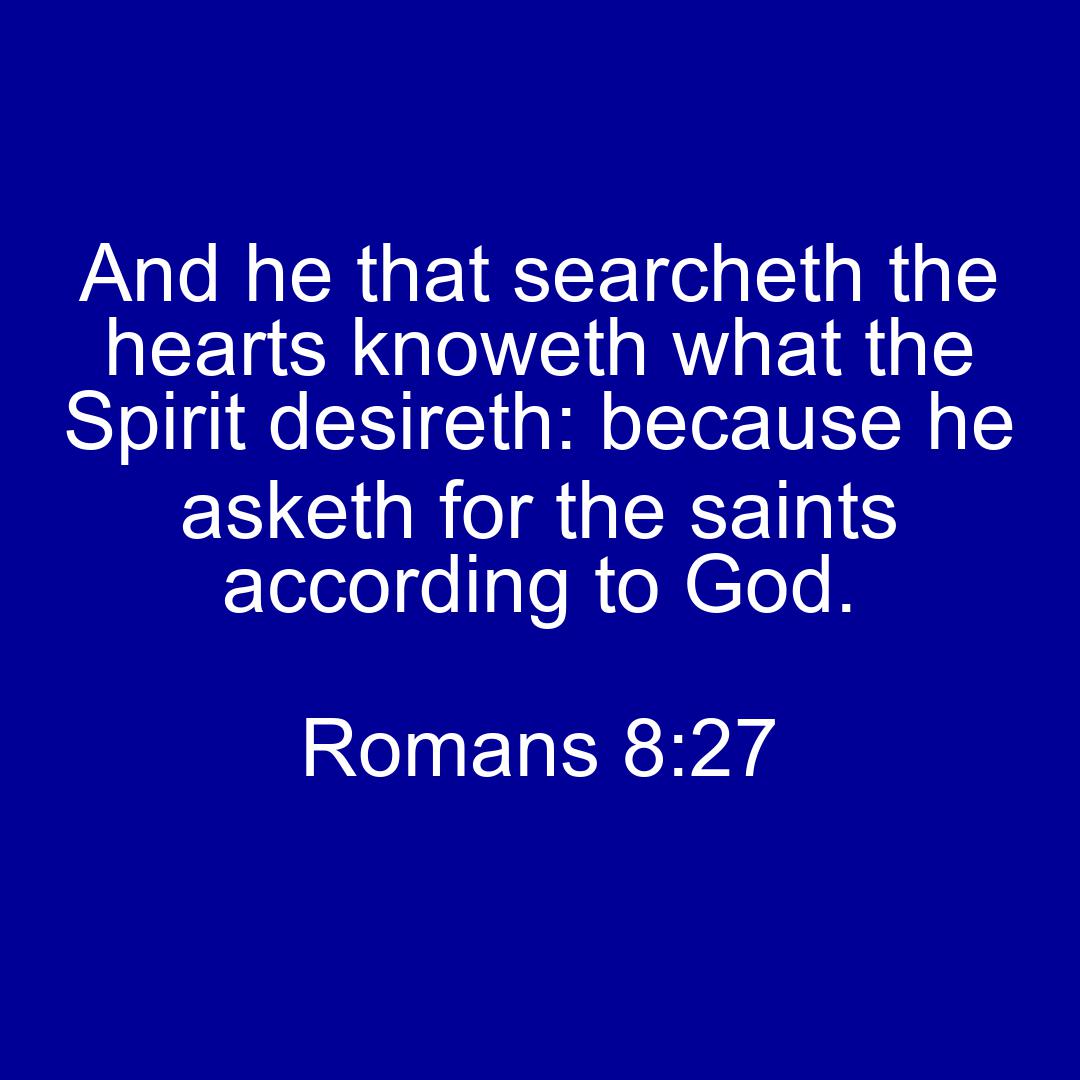 And he that searcheth the
hearts knoweth what the
Spirit desireth: because he
asketh for the saints
according to God.
Romans 8:27